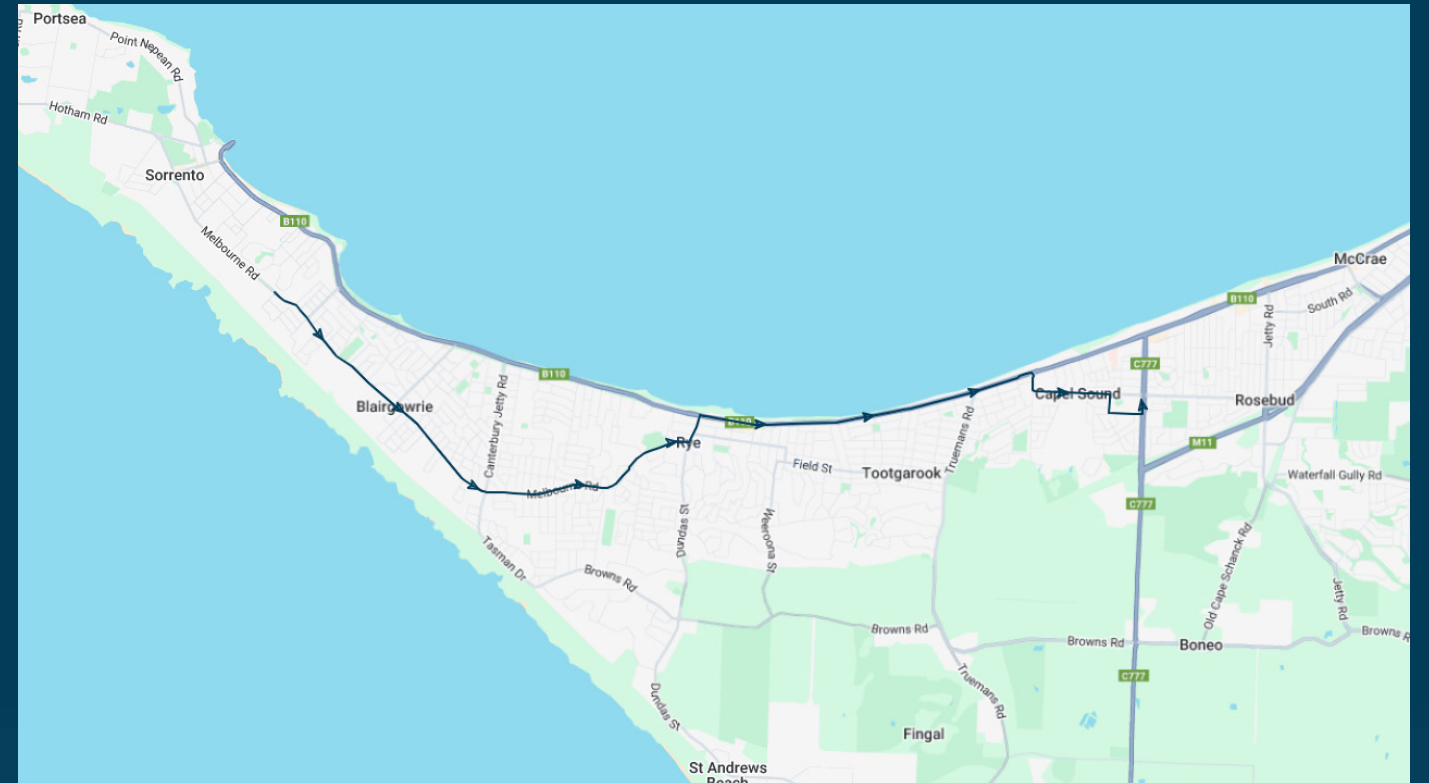 Portsea
Point Nepean Rd
Hotham Rd
Sorrento
B110
Melbourne Rd
McCrae
B110
South Rd
Jetty Rd
C777
B110
Capel Sound
Rosebud
Blairgowrie
Canterbury Jetty Rd
B110
Truemans Rd
Rye
M11
Field St
Tootgarook
Waterfall Gully Rd
Melbourne Rd
C777
Dundas St
Weeroona St
Tasman Dr
Browns Rd
Old Cape Schanck Rd
Jetty Rd
Browns Rd
Browns Rd
Boneo
Browns R
C777
Truemans Rd
Dundas St
Fingal
St Andrews
Beach